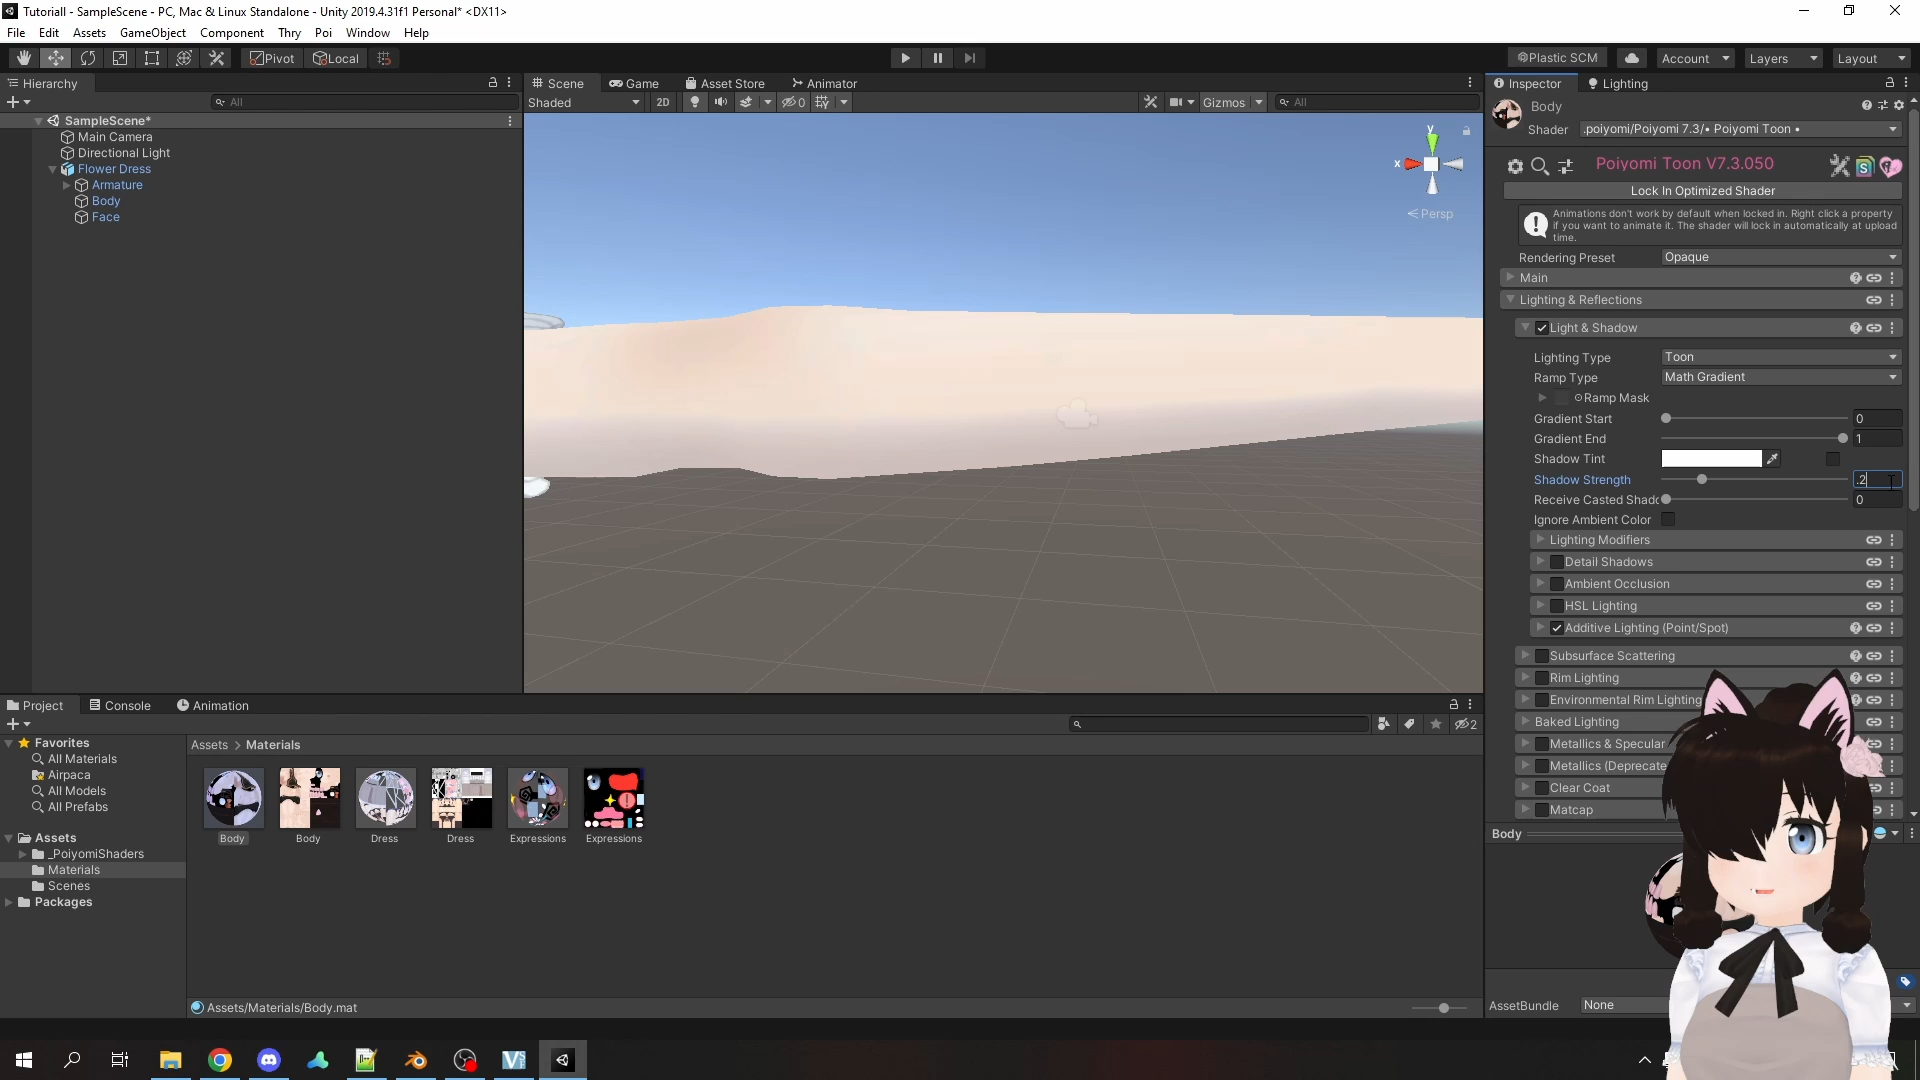 Tutoriall - SampleScene - PC, Mac & Linux Standalone - Unity 2019.4.31f1 Personal* <DX11>
File Edit Assets GameObject Component Thry Poi Window Help
Pivot Local Plastic SCM Account Layers Layout
Hierarchy
All
SampleScene*
Main Camera
Directional Light
Flower Dress
Armature
Body
Face
Scene Game Asset Store Animator
Shaded 2D 0 Gizmos All
y
x
Persp
Inspector Lighting
Body
Shader .poiyomi/Poiyomi 7.3/• Poiyomi Toon •
Poiyomi Toon V7.3.050
Lock In Optimized Shader
Animations don't work by default when locked in. Right click a property
if you want to animate it. The shader will lock in automatically at upload
time.
Rendering Preset Opaque
Main
Lighting & Reflections
Light & Shadow
Lighting Type Toon
Ramp Type Math Gradient
Ramp Mask
Gradient Start 0
Gradient End 1
Shadow Tint
Shadow Strength .2
Receive Casted Shadc 0
Ignore Ambient Color
Lighting Modifiers
Detail Shadows
Ambient Occlusion
HSL Lighting
Additive Lighting (Point/Spot)
Subsurface Scattering
Rim Lighting
Environmental Rim Lighting
Baked Lighting
Metallics & Specular
Metallics (Deprecate
Clear Coat
Matcap
Body
AssetBundle None
Project Console Animation
2
Favorites
All Materials
Airpaca
All Models
All Prefabs
Assets
_PoiyomiShaders
Materials
Scenes
Packages
Assets > Materials
Body Body Dress Dress Expressions Expressions
Assets/Materials/Body.mat